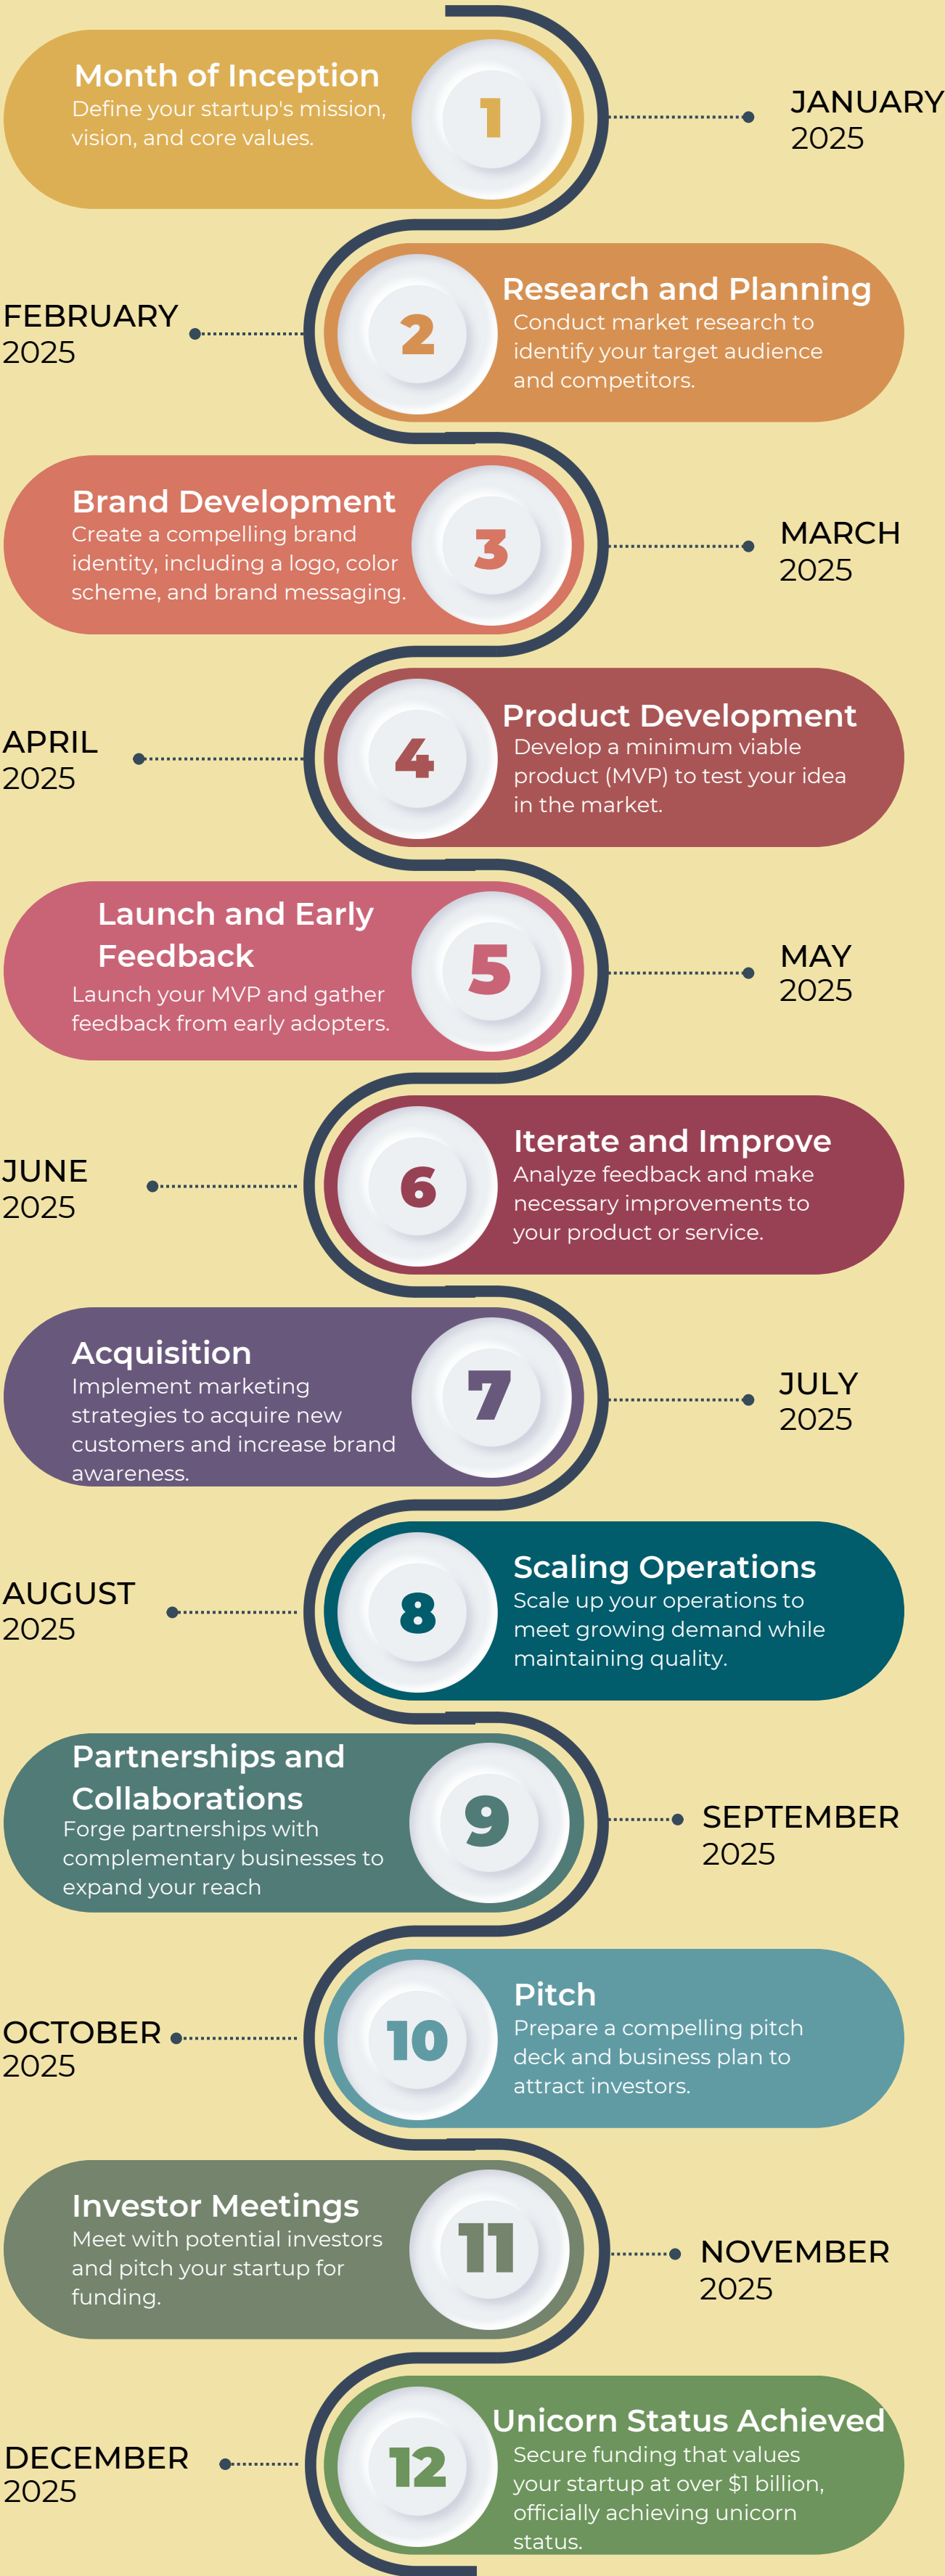 Month of Inception
Define your startup's mission,
vision, and core values.
1
JANUARY
2025
FEBRUARY
2025
2
Research and Planning
Conduct market research to
identify your target audience
and competitors.
Brand Development
Create a compelling brand
identity, including a logo, color
scheme, and brand messaging.
3
MARCH
2025
APRIL
2025
4
Product Development
Develop a minimum viable
product (MVP) to test your idea
in the market.
Launch and Early
Feedback
Launch your MVP and gather
feedback from early adopters.
5
MAY
2025
JUNE
2025
6
Iterate and Improve
Analyze feedback and make
necessary improvements to
your product or service.
Acquisition
Implement marketing
strategies to acquire new
customers and increase brand
awareness.
7
JULY
2025
AUGUST
2025
8
Scaling Operations
Scale up your operations to
meet growing demand while
maintaining quality.
Partnerships and
Collaborations
Forge partnerships with
complementary businesses to
expand your reach
9
SEPTEMBER
2025
OCTOBER
2025
10
Pitch
Prepare a compelling pitch
deck and business plan to
attract investors.
Investor Meetings
Meet with potential investors
and pitch your startup for
funding.
11
NOVEMBER
2025
DECEMBER
2025
12
Unicorn Status Achieved
Secure funding that values
your startup at over $1 billion,
officially achieving unicorn
status.